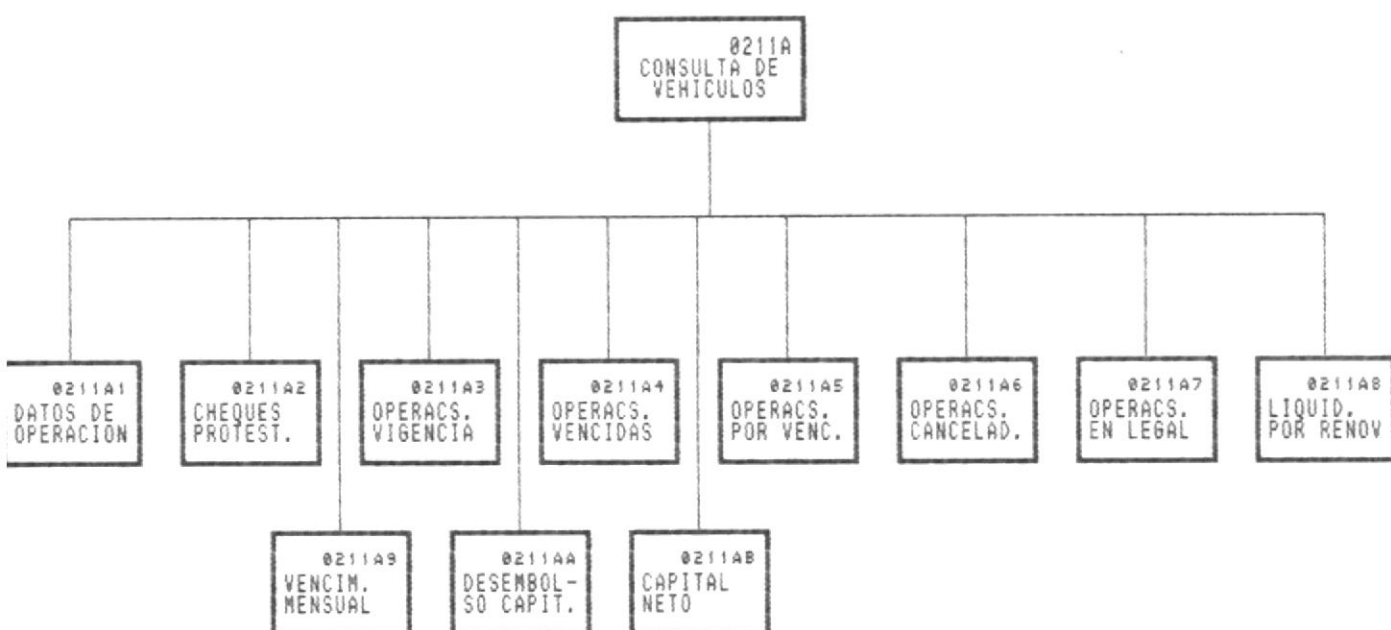 0211A
CONSULTA DE
VEHICULOS
0211A1
DATOS DE
OPERACION
0211A2
CHEQUES
PROTEST.
0211A3
OPERACS.
VIGENCIA
0211A4
OPERACS.
VENCIDAS
0211A5
OPERACS.
POR VENC.
0211A6
OPERACS.
CANCELAD.
0211A7
OPERACS.
EN LEGAL
0211A8
LIQUID.
POR RENOV
0211A9
VENCIM.
MENSUAL
0211AA
DESEMBOL-
SO CAPIT.
0211AB
CAPITAL
NETO